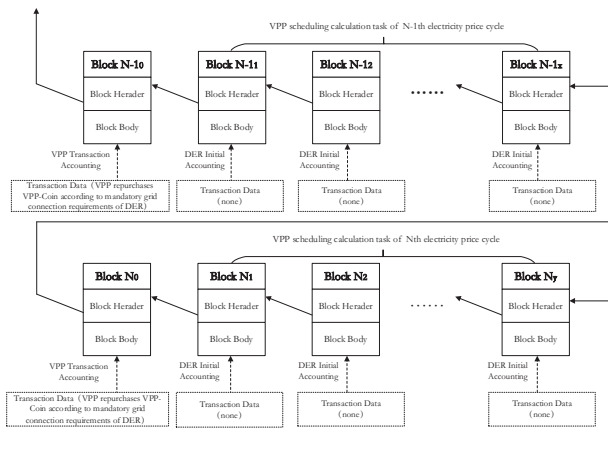 VPP scheduling calculation task of N-1th electricity price cycle
Block N-10 Block N-11 Block N-12 Block N-1x
Block Herader Block Herader Block Herader ...... Block Herader
Block Body Block Body Block Body Block Body
VPP Transaction Accounting
DER Initial Accounting
DER Initial Accounting
DER Initial Accounting
Transaction Data（VPP repurchases
VPP-Coin according to mandatory grid
connection requirements of DER）
Transaction Data
（none）
Transaction Data
（none）
Transaction Data
（none）
VPP scheduling calculation task of Nth electricity price cycle
Block N0 Block N1 Block N2 Block Ny
Block Herader Block Herader Block Herader ...... Block Herader
Block Body Block Body Block Body Block Body
VPP Transaction Accounting
DER Initial Accounting
DER Initial Accounting
DER Initial Accounting
Transaction Data（VPP repurchases VPP-
Coin according to mandatory grid
connection requirements of DER）
Transaction Data
（none）
Transaction Data
（none）
Transaction Data
（none）